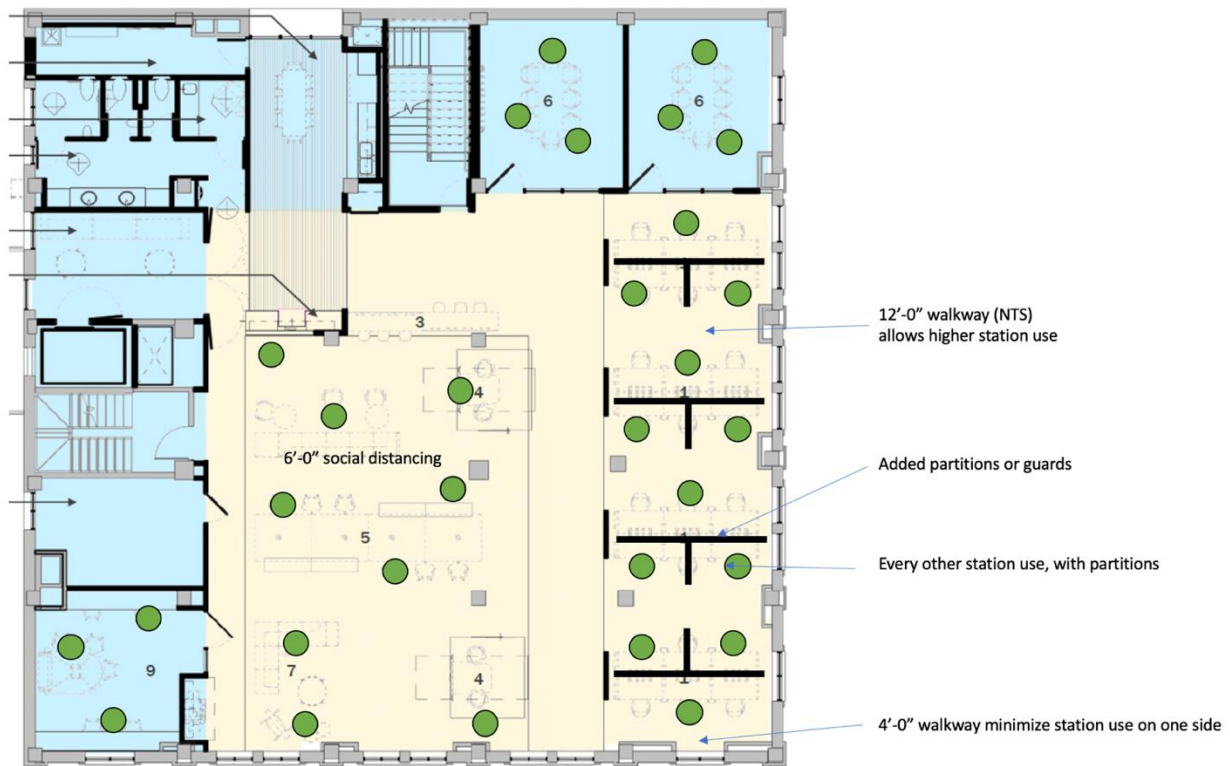 6
6
3
12’-0” walkway (NTS)
allows higher station use
4
1
6’-0” social distancing
Added partitions or guards
5
Every other station use, with partitions
9
7
4
4’-0” walkway minimize station use on one side